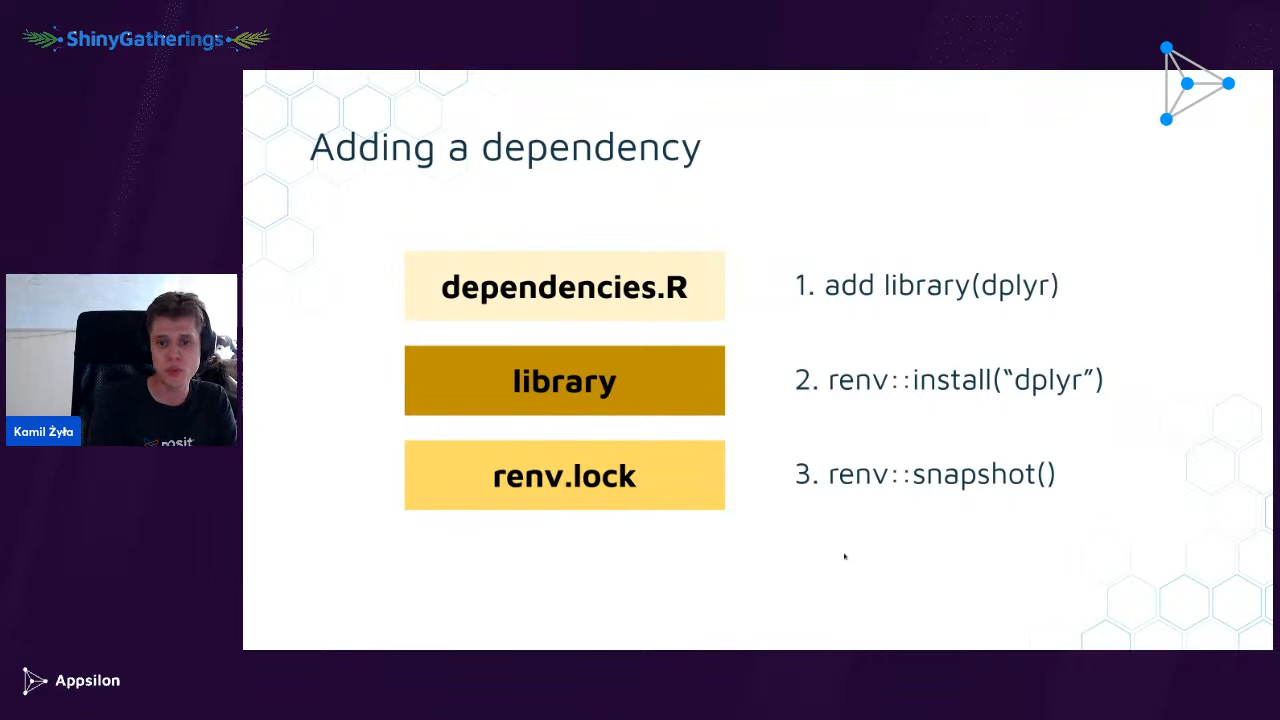 ShinyGatherings
Adding a dependency
dependencies.R
1. add library(dplyr)
library
2. renv::install(“dplyr”)
renv.lock
3. renv::snapshot()
Kamil Żyła
posit
Appsilon